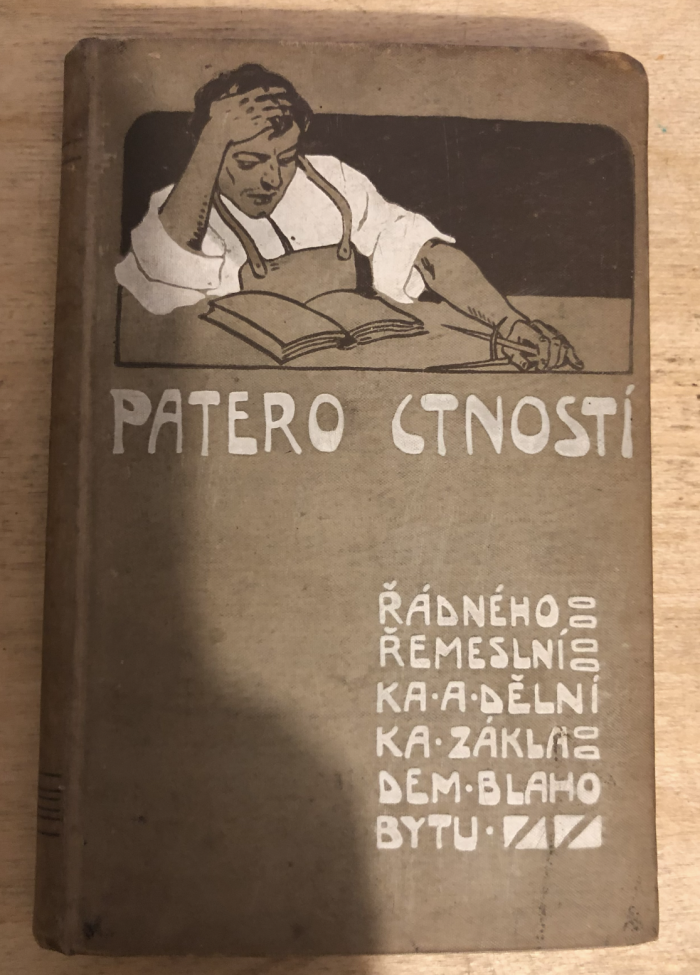 PATERO CTNOSTÍ
ŘÁDNÉHO
ŘEMESLNÍ
KA·A·DĚLNÍ
KA·ZÁKLA
DEM·BLAHO
BYTU·